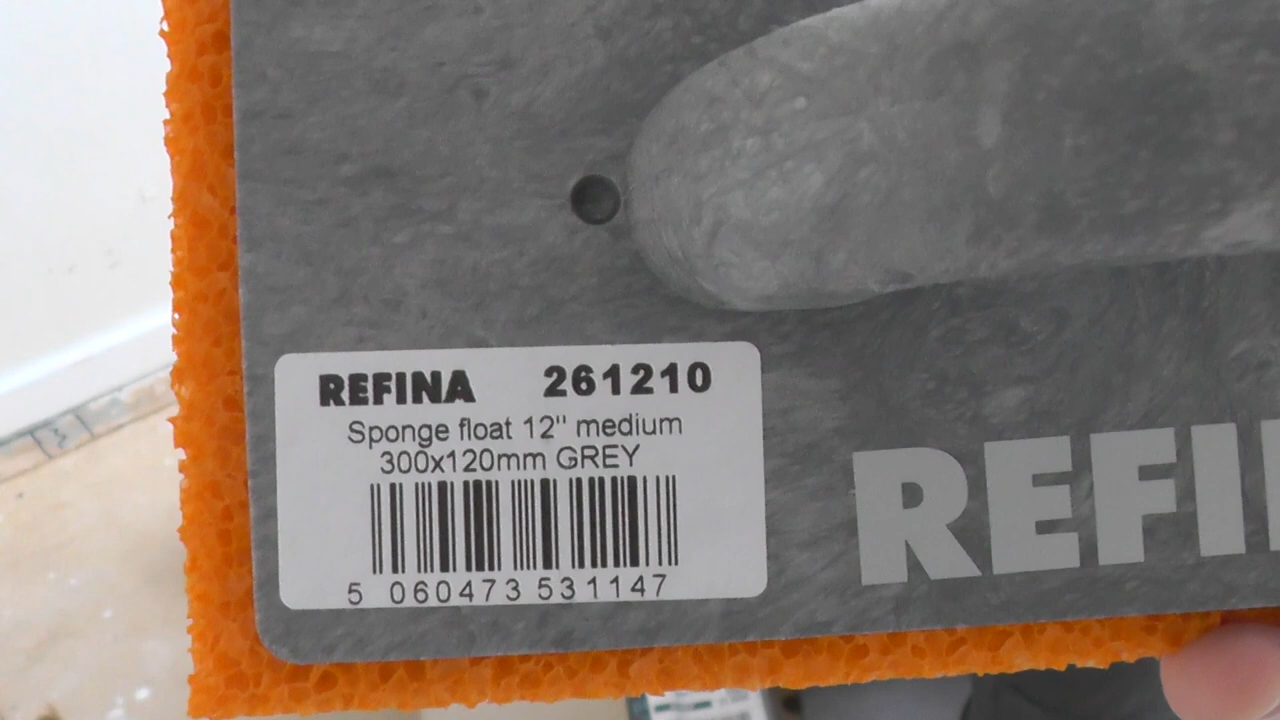 REFINA 261210
Sponge float 12" medium
300x120mm GREY
5 060473 531147
REFI